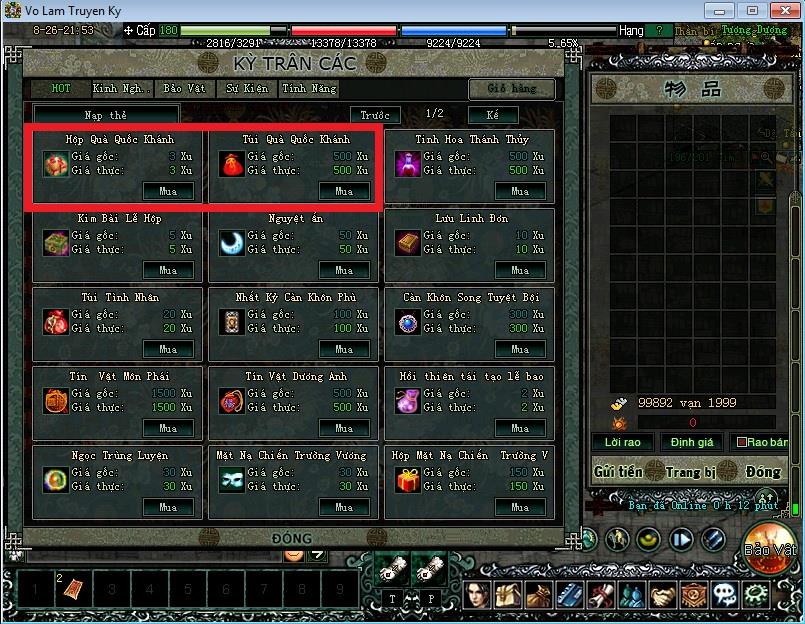 Vo Lam Truyen Ky
8-26-21:53 Cấp 180 Hạng ? Thần bí Tương Dương
2816/3291 13378/13378 9224/9224 5.65%
KỲ TRÂN CÁC
HOT Kinh Ngh.. Bảo Vật Sự Kiện Tính Năng Giỏ hàng
Nạp thẻ Trước 1/2 Kế
Hộp Quà Quốc Khánh
Giá gốc: 3 Xu
Giá thực: 3 Xu
Mua
Túi Quà Quốc Khánh
Giá gốc: 500 Xu
Giá thực: 500 Xu
Mua
Tinh Hoa Thánh Thủy
Giá gốc: 500 Xu
Giá thực: 500 Xu
Mua
Kim Bài Lễ Hộp
Giá gốc: 5 Xu
Giá thực: 5 Xu
Mua
Nguyệt ấn
Giá gốc: 50 Xu
Giá thực: 50 Xu
Mua
Lưu Linh Đơn
Giá gốc: 10 Xu
Giá thực: 10 Xu
Mua
Túi Tình Nhân
Giá gốc: 20 Xu
Giá thực: 20 Xu
Mua
Nhất Kỷ Càn Khôn Phù
Giá gốc: 100 Xu
Giá thực: 100 Xu
Mua
Càn Khôn Song Tuyệt Bội
Giá gốc: 300 Xu
Giá thực: 300 Xu
Mua
Tín Vật Môn Phái
Giá gốc: 1500 Xu
Giá thực: 1500 Xu
Mua
Tín Vật Dương Anh
Giá gốc: 500 Xu
Giá thực: 500 Xu
Mua
Hồi thiên tái tạo lễ bao
Giá gốc: 2 Xu
Giá thực: 2 Xu
Mua
Ngọc Trùng Luyện
Giá gốc: 30 Xu
Giá thực: 30 Xu
Mua
Mặt Nạ Chiến Trường Vương
Giá gốc: 30 Xu
Giá thực: 30 Xu
Mua
Hộp Mặt Nạ Chiến Trường V
Giá gốc: 150 Xu
Giá thực: 150 Xu
Mua
ĐÓNG
物品
99892 vạn 1999
0
Lời rao Định giá Rao bán
Gửi tiền Trang bị Đóng
Bạn đã Online 0 h 12 phút
Bảo Vật
1 2 3 4 5 6 7 8 9
T P